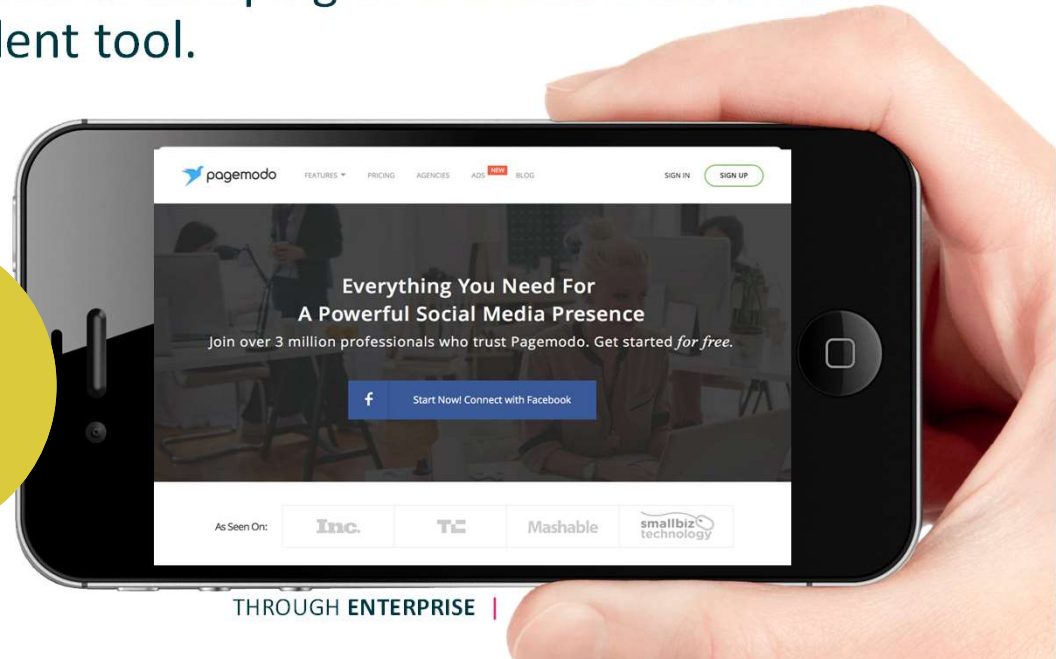 lent tool.
pagemodo FEATURES PRICING AGENCIES ADS NEW BLOG SIGN IN SIGN UP
Everything You Need For
A Powerful Social Media Presence
Join over 3 million professionals who trust Pagemodo. Get started for free.
f Start Now! Connect with Facebook
As Seen On: Inc. TC Mashable smallbiz
technology
THROUGH ENTERPRISE |